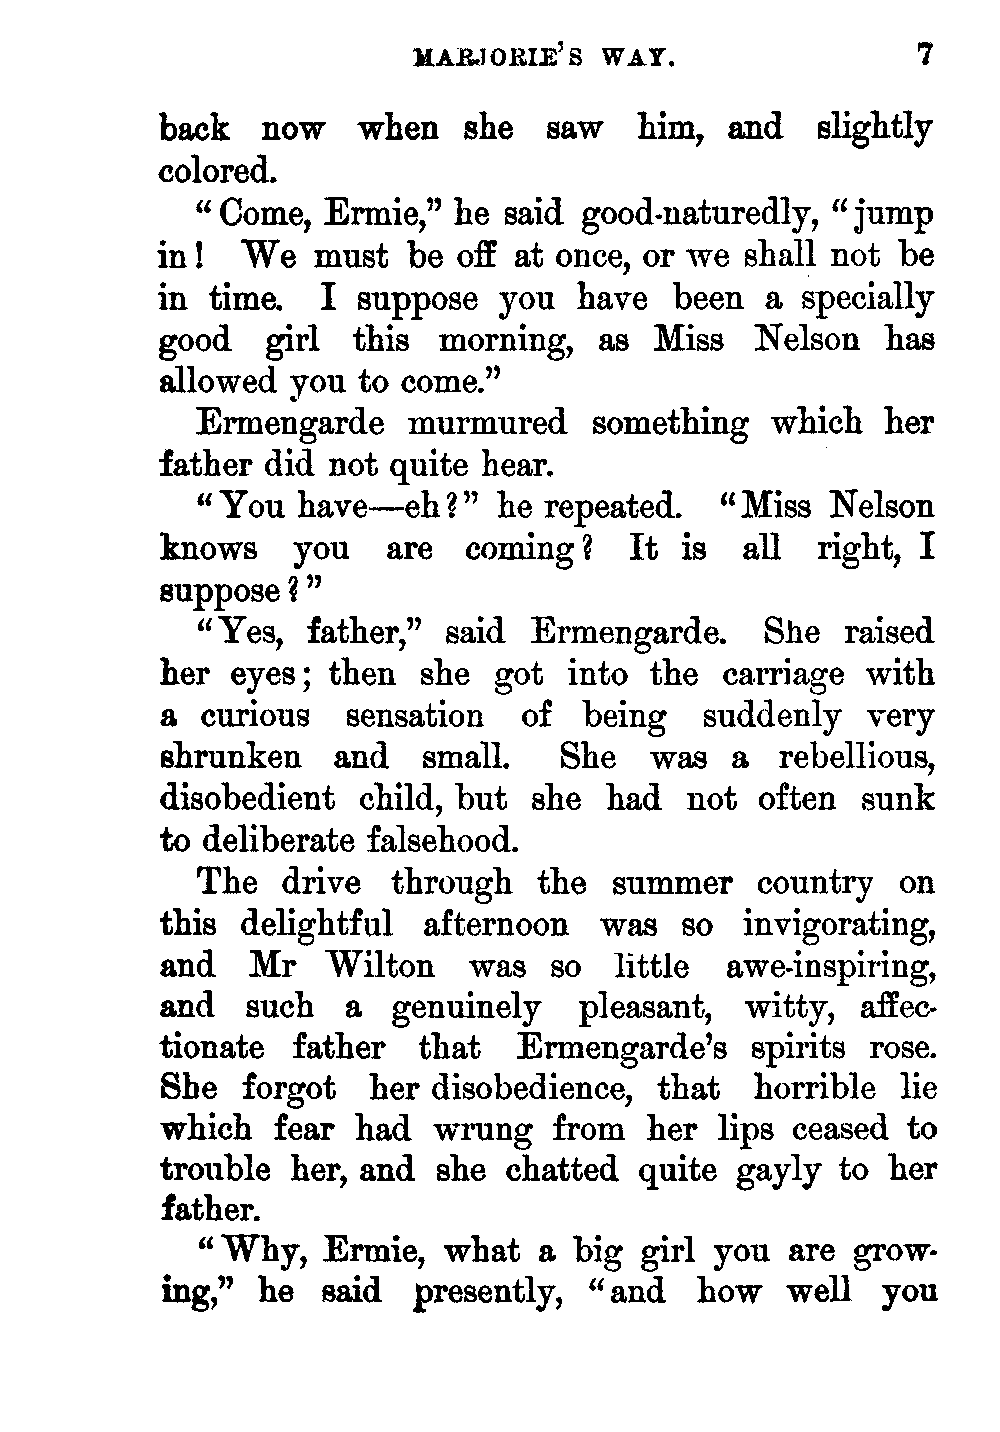 MARJORIE'S WAY. 7
back now when she saw him, and slightly
colored.
"Come, Ermie," he said good-naturedly, "jump
in! We must be off at once, or we shall not be
in time. I suppose you have been a specially
good girl this morning, as Miss Nelson has
allowed you to come."
Ermengarde murmured something which her
father did not quite hear.
"You have—eh?" he repeated. "Miss Nelson
knows you are coming? It is all right, I
suppose?"
"Yes, father," said Ermengarde. She raised
her eyes; then she got into the carriage with
a curious sensation of being suddenly very
shrunken and small. She was a rebellious,
disobedient child, but she had not often sunk
to deliberate falsehood.
The drive through the summer country on
this delightful afternoon was so invigorating,
and Mr Wilton was so little awe-inspiring,
and such a genuinely pleasant, witty, affec-
tionate father that Ermengarde's spirits rose.
She forgot her disobedience, that horrible lie
which fear had wrung from her lips ceased to
trouble her, and she chatted quite gayly to her
father.
"Why, Ermie, what a big girl you are grow-
ing," he said presently, "and how well you